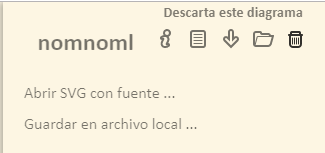 Descarta este diagrama
nomnoml
Abrir SVG con fuente ...
Guardar en archivo local ...